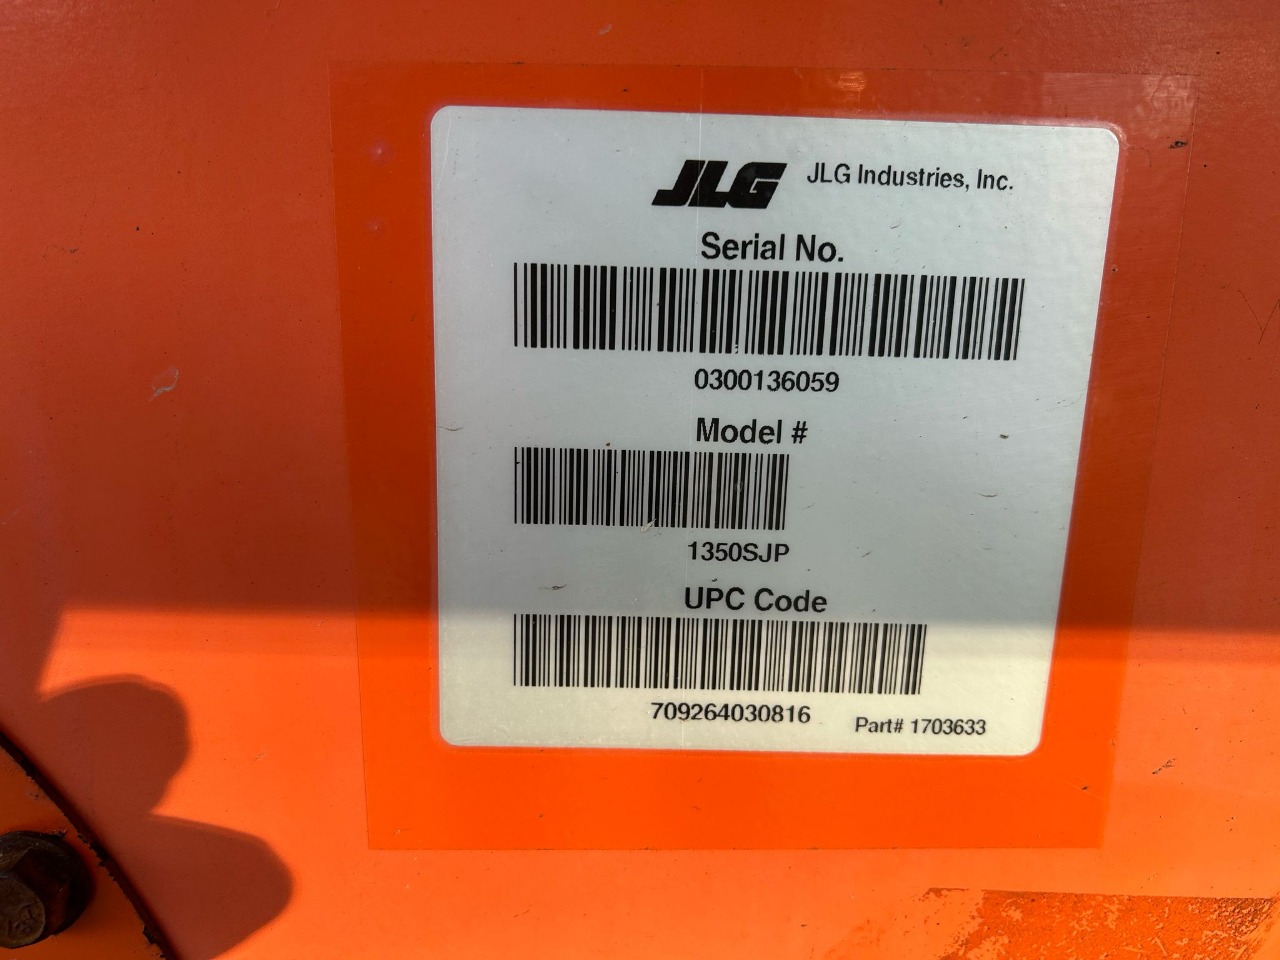 JLG JLG Industries, Inc.
Serial No.
0300136059
Model #
1350SJP
UPC Code
709264030816
Part# 1703633